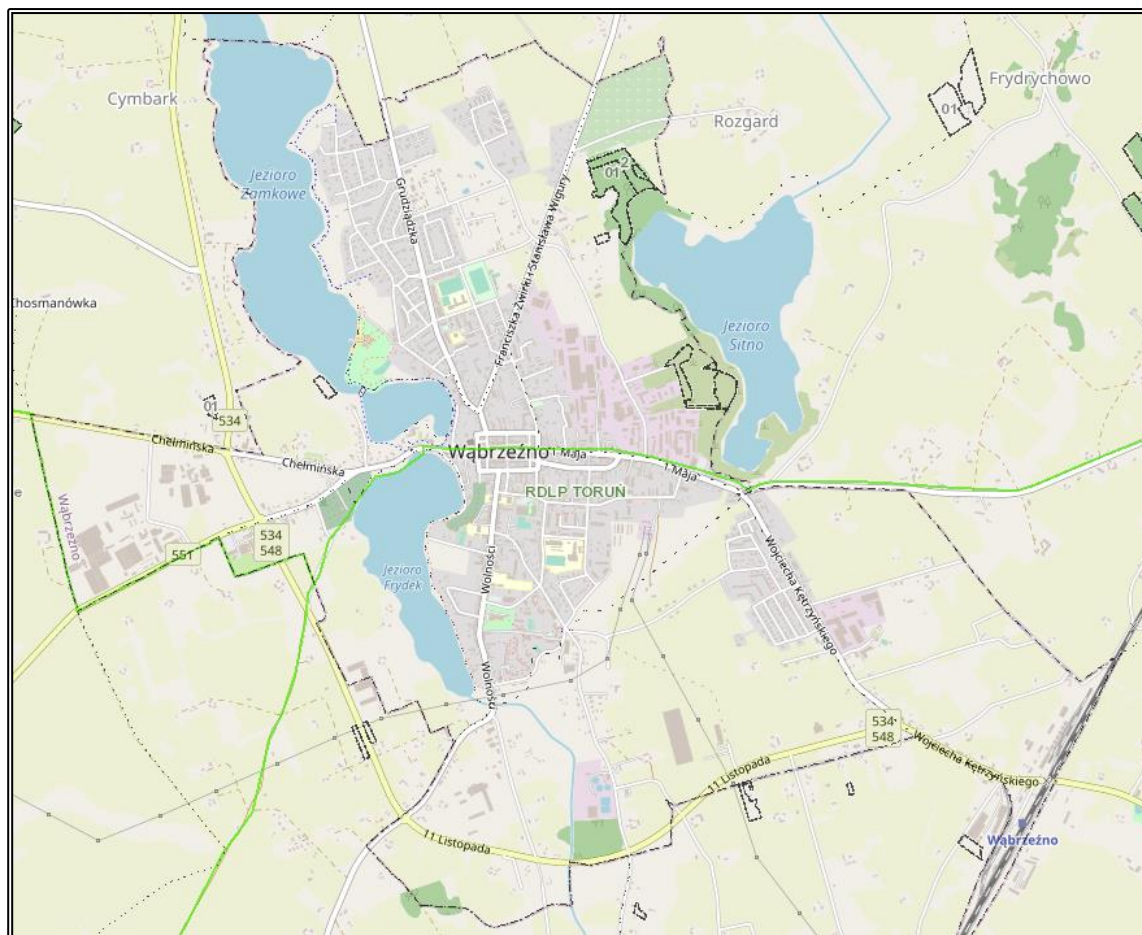 Cymbark
Frydrychowo
01
Rozgard
2
01
Jezioro
Zamkowe
Grudziądzka
Franciszka Żwirki i Stanisława Wigury
Jezioro
Sitno
01
534
Chełmińska
Chełmińska
Wąbrzeźno
1 Maja
1 Maja
RDLP TORUŃ
Wąbrzeźno
551
534
548
Jezioro
Frydek
Wolności
Wojciecha Kętrzyńskiego
Wolności
534
548
Wojciecha Kętrzyńskiego
11 Listopada
11 Listopada
Wąbrzeźno